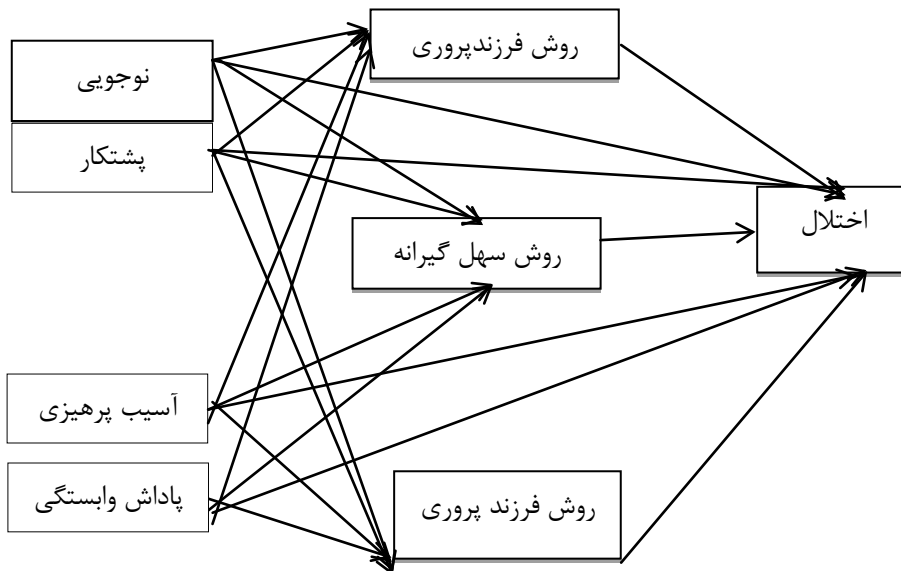 روش فرزندپروری
نوجویی
پشتکار
اختلال
روش سهل گیرانه
آسیب پرهیزی
پاداش وابستگی
روش فرزند پروری